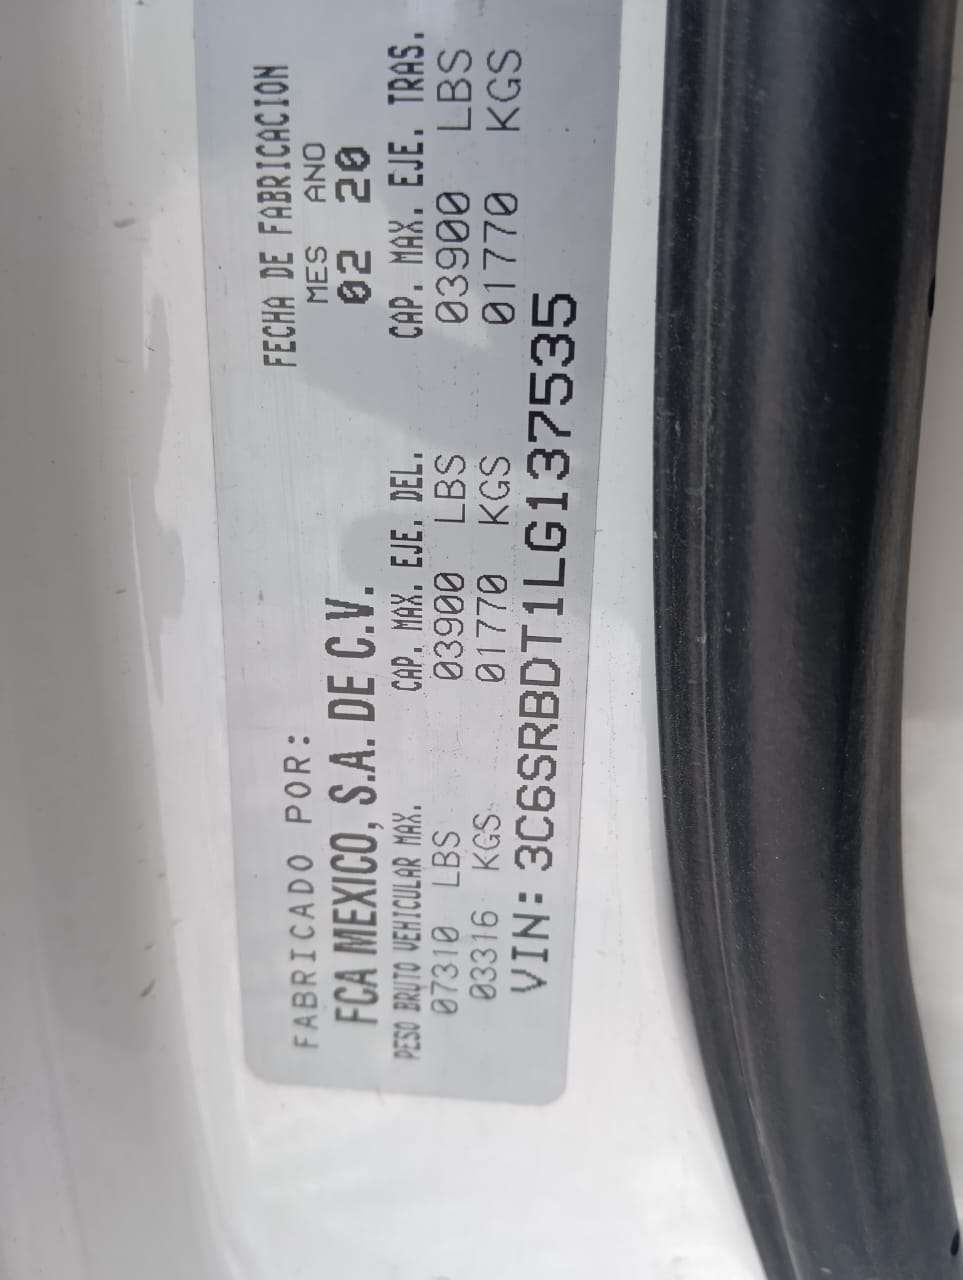 FABRICADO POR:
FECHA DE FABRICACION
MES ANO
FCA MEXICO, S.A. DE C.V.
02 20
PESO BRUTO VEHICULAR MAX. CAP. MAX. EJE. DEL. CAP. MAX. EJE. TRAS.
07310 LBS 03900 LBS 03900 LBS
03316 KGS 01770 KGS 01770 KGS
VIN: 3C6SRBDT1LG137535